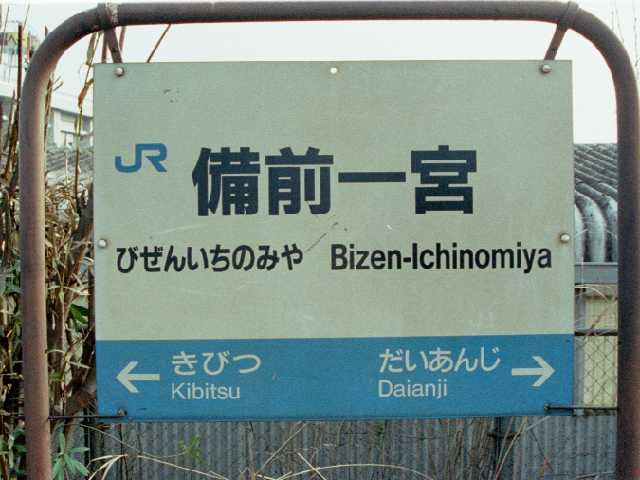 JR 備前一宮
びぜんいちのみや Bizen-Ichinomiya
← きびつ だいあんじ →
Kibitsu Daianji